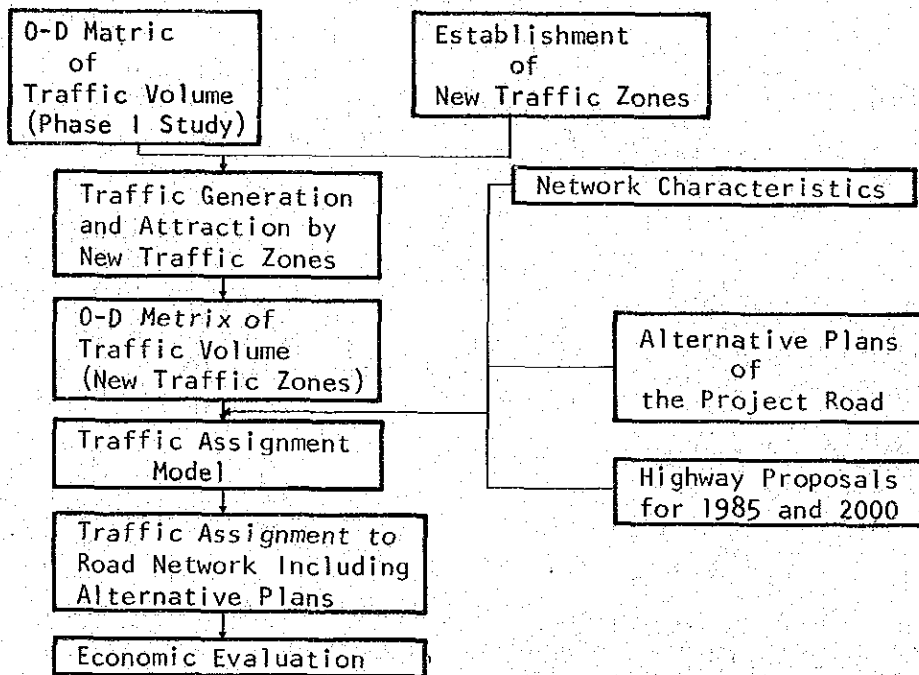 O-D Matric
of
Traffic Volume
(Phase I Study)
Establishment
of
New Traffic Zones
Traffic Generation
and Attraction by
New Traffic Zones
Network Characteristics
O-D Metrix of
Traffic Volume
(New Traffic Zones)
Alternative Plans
of
the Project Road
Traffic Assignment
Model
Highway Proposals
for 1985 and 2000
Traffic Assignment to
Road Network Including
Alternative Plans
Economic Evaluation